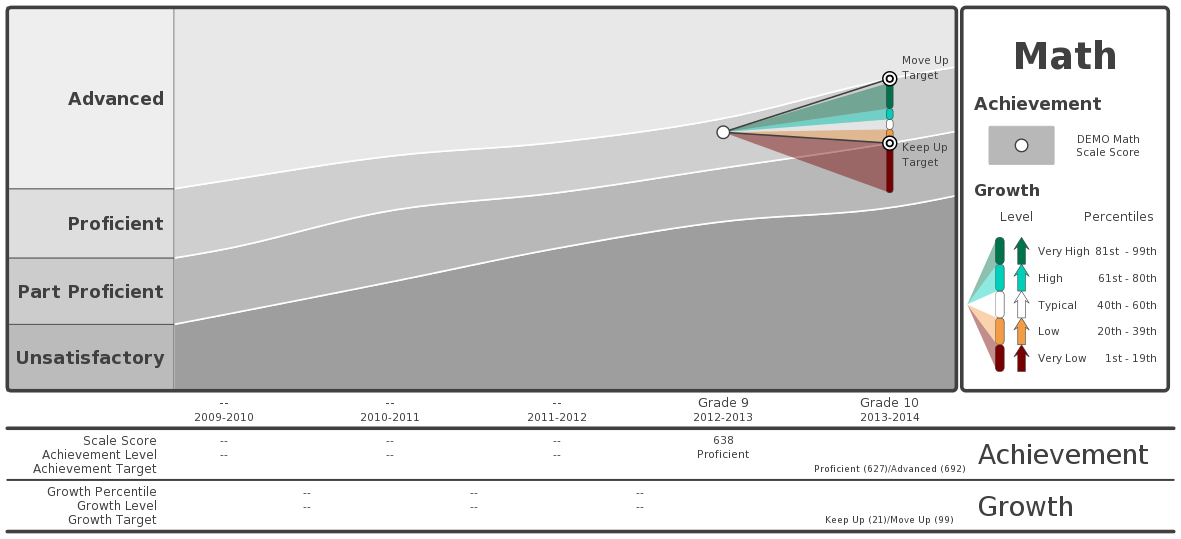 Advanced
Proficient
Part Proficient
Unsatisfactory
Move Up
Target
Keep Up
Target
Math
Achievement
DEMO Math
Scale Score
Growth
Level Percentiles
Very High 81st - 99th
High 61st - 80th
Typical 40th - 60th
Low 20th - 39th
Very Low 1st - 19th
-- -- -- Grade 9 Grade 10
2009-2010 2010-2011 2011-2012 2012-2013 2013-2014
Scale Score -- -- -- 638
Achievement Level -- -- -- Proficient
Achievement Target Proficient (627)/Advanced (692)
Achievement
Growth Percentile -- -- --
Growth Level -- -- --
Growth Target Keep Up (21)/Move Up (99)
Growth